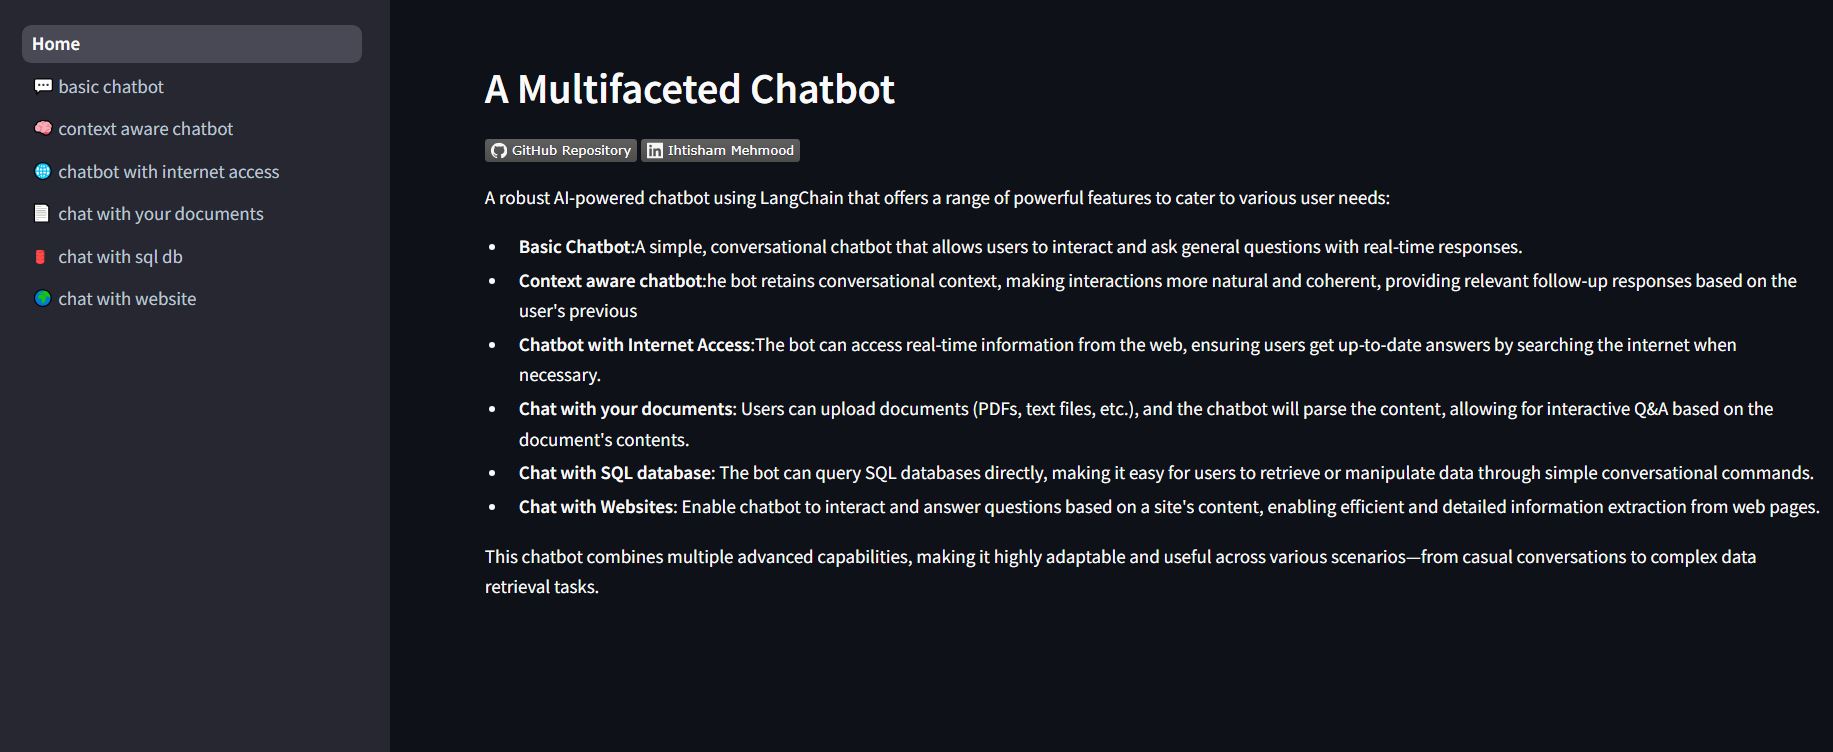 Home
basic chatbot
context aware chatbot
chatbot with internet access
chat with your documents
chat with sql db
chat with website
A Multifaceted Chatbot
GitHub Repository Ihtisham Mehmood
A robust AI-powered chatbot using LangChain that offers a range of powerful features to cater to various user needs:
• Basic Chatbot:A simple, conversational chatbot that allows users to interact and ask general questions with real-time responses.
• Context aware chatbot:he bot retains conversational context, making interactions more natural and coherent, providing relevant follow-up responses based on the
user's previous
• Chatbot with Internet Access:The bot can access real-time information from the web, ensuring users get up-to-date answers by searching the internet when
necessary.
• Chat with your documents: Users can upload documents (PDFs, text files, etc.), and the chatbot will parse the content, allowing for interactive Q&A based on the
document's contents.
• Chat with SQL database: The bot can query SQL databases directly, making it easy for users to retrieve or manipulate data through simple conversational commands.
• Chat with Websites: Enable chatbot to interact and answer questions based on a site's content, enabling efficient and detailed information extraction from web pages.
This chatbot combines multiple advanced capabilities, making it highly adaptable and useful across various scenarios—from casual conversations to complex data
retrieval tasks.